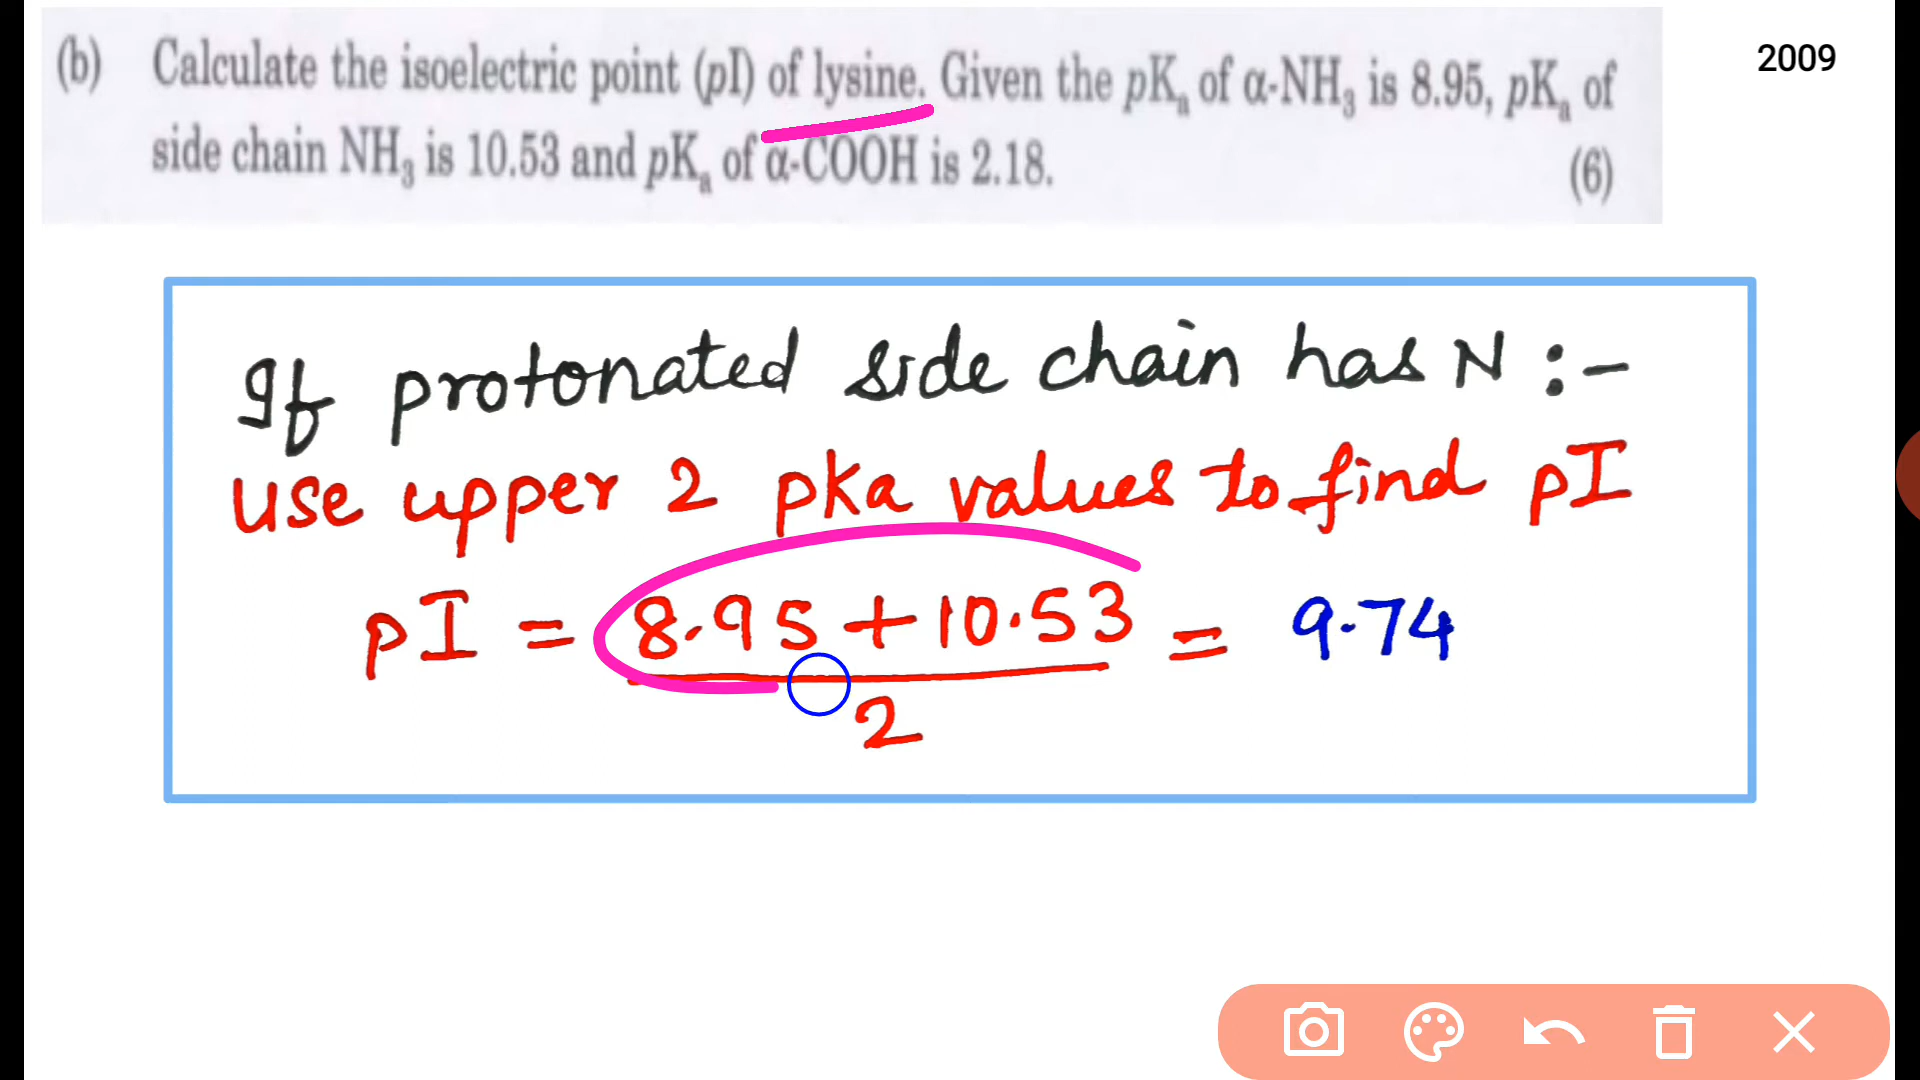 (b) Calculate the isoelectric point (pI) of lysine. Given the pKₐ of α-NH₃ is 8.95, pKₐ of
2009
side chain NH₃ is 10.53 and pKₐ of α-COOH is 2.18.
(6)
If protonated side chain has N :-
use upper 2 pka values to find pI
pI = 8.95 + 10.53 = 9.74
2